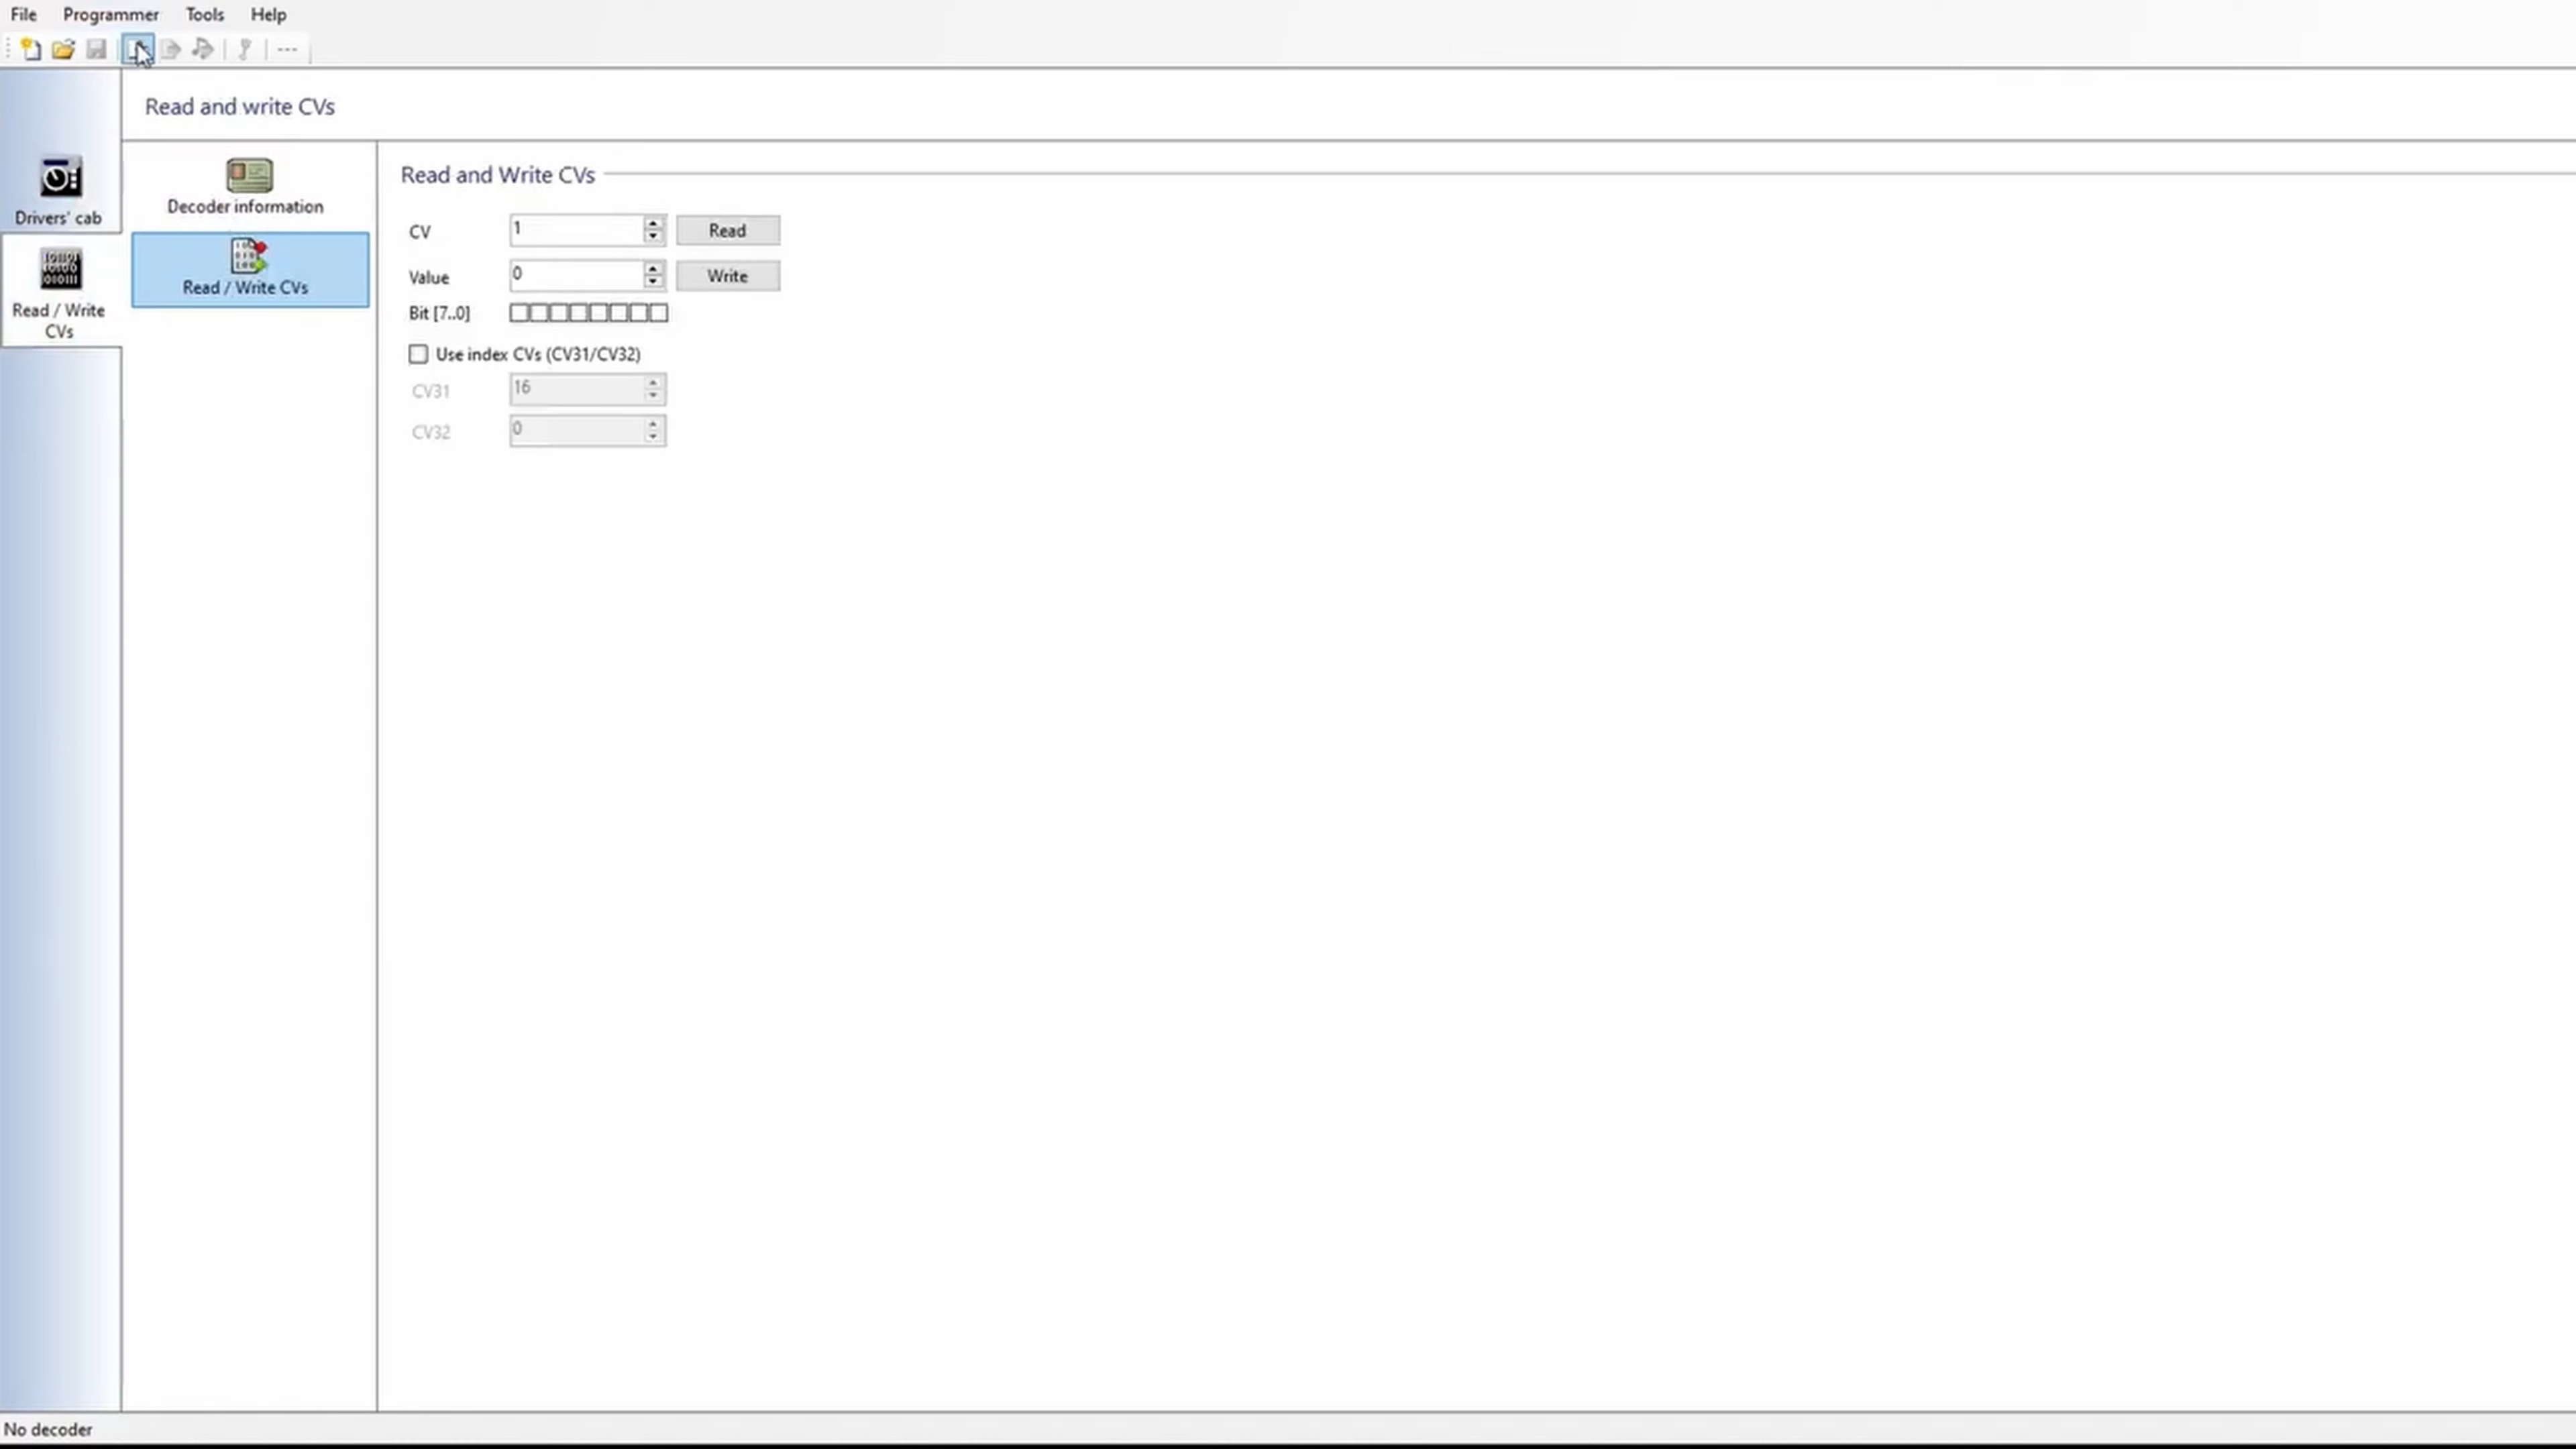 File Programmer Tools Help
Read and write CVs
Drivers' cab
Read / Write
CVs
Decoder information
Read / Write CVs
Read and Write CVs
CV 1 Read
Value 0 Write
Bit [7..0]
Use index CVs (CV31/CV32)
CV31 16
CV32 0
No decoder